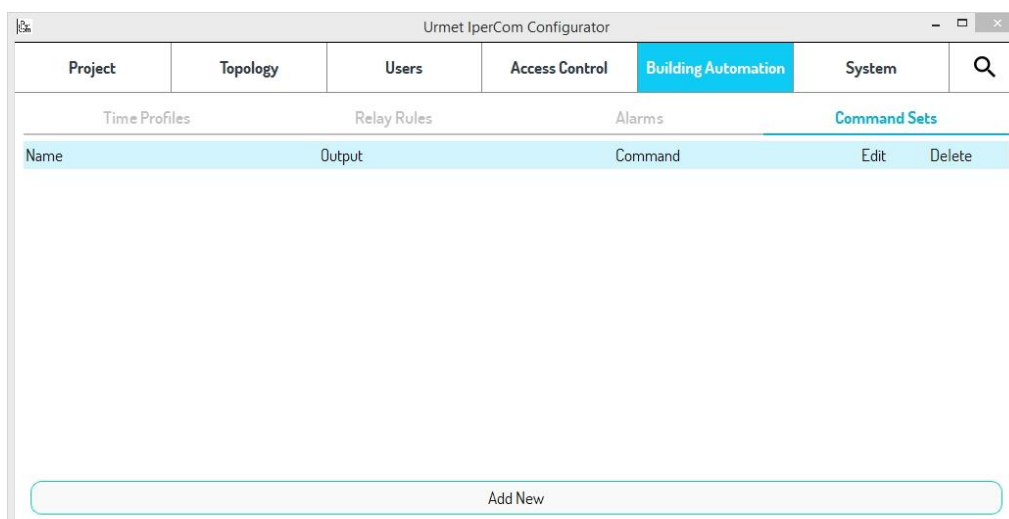 Urmet IperCom Configurator
Project Topology Users Access Control Building Automation System
Time Profiles Relay Rules Alarms Command Sets
Name Output Command Edit Delete
Add New